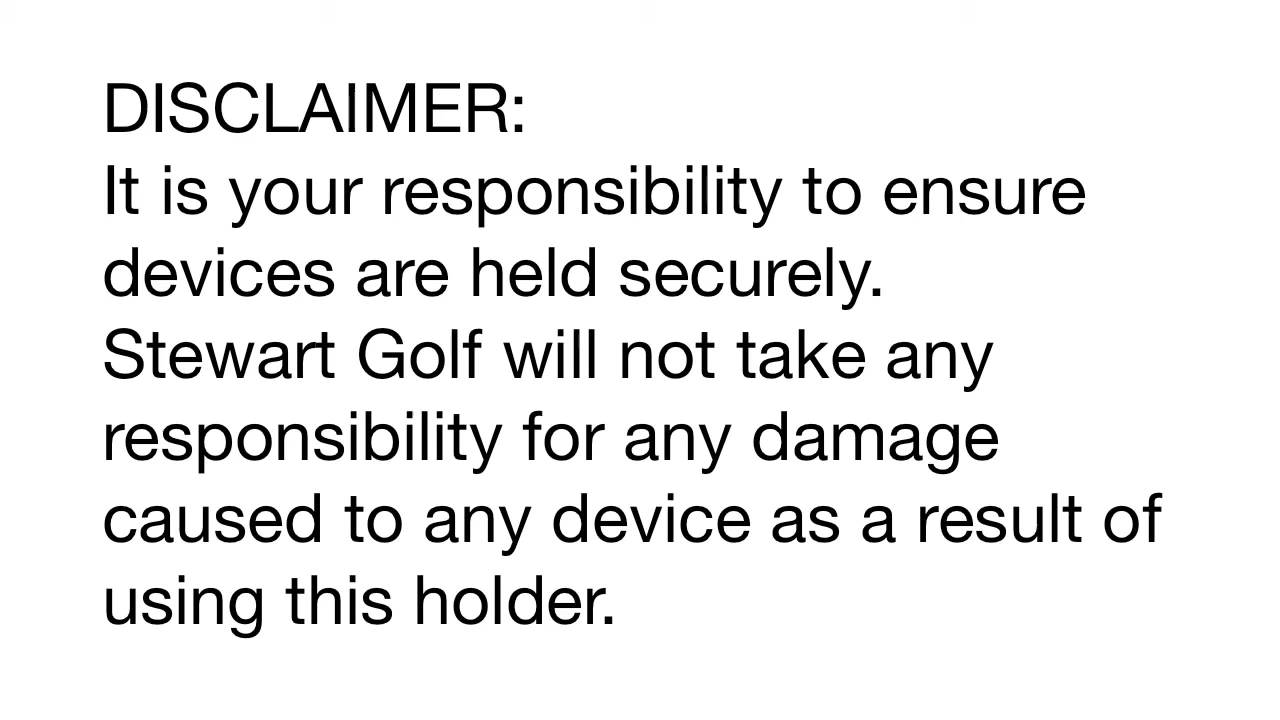 DISCLAIMER:
It is your responsibility to ensure
devices are held securely.
Stewart Golf will not take any
responsibility for any damage
caused to any device as a result of
using this holder.